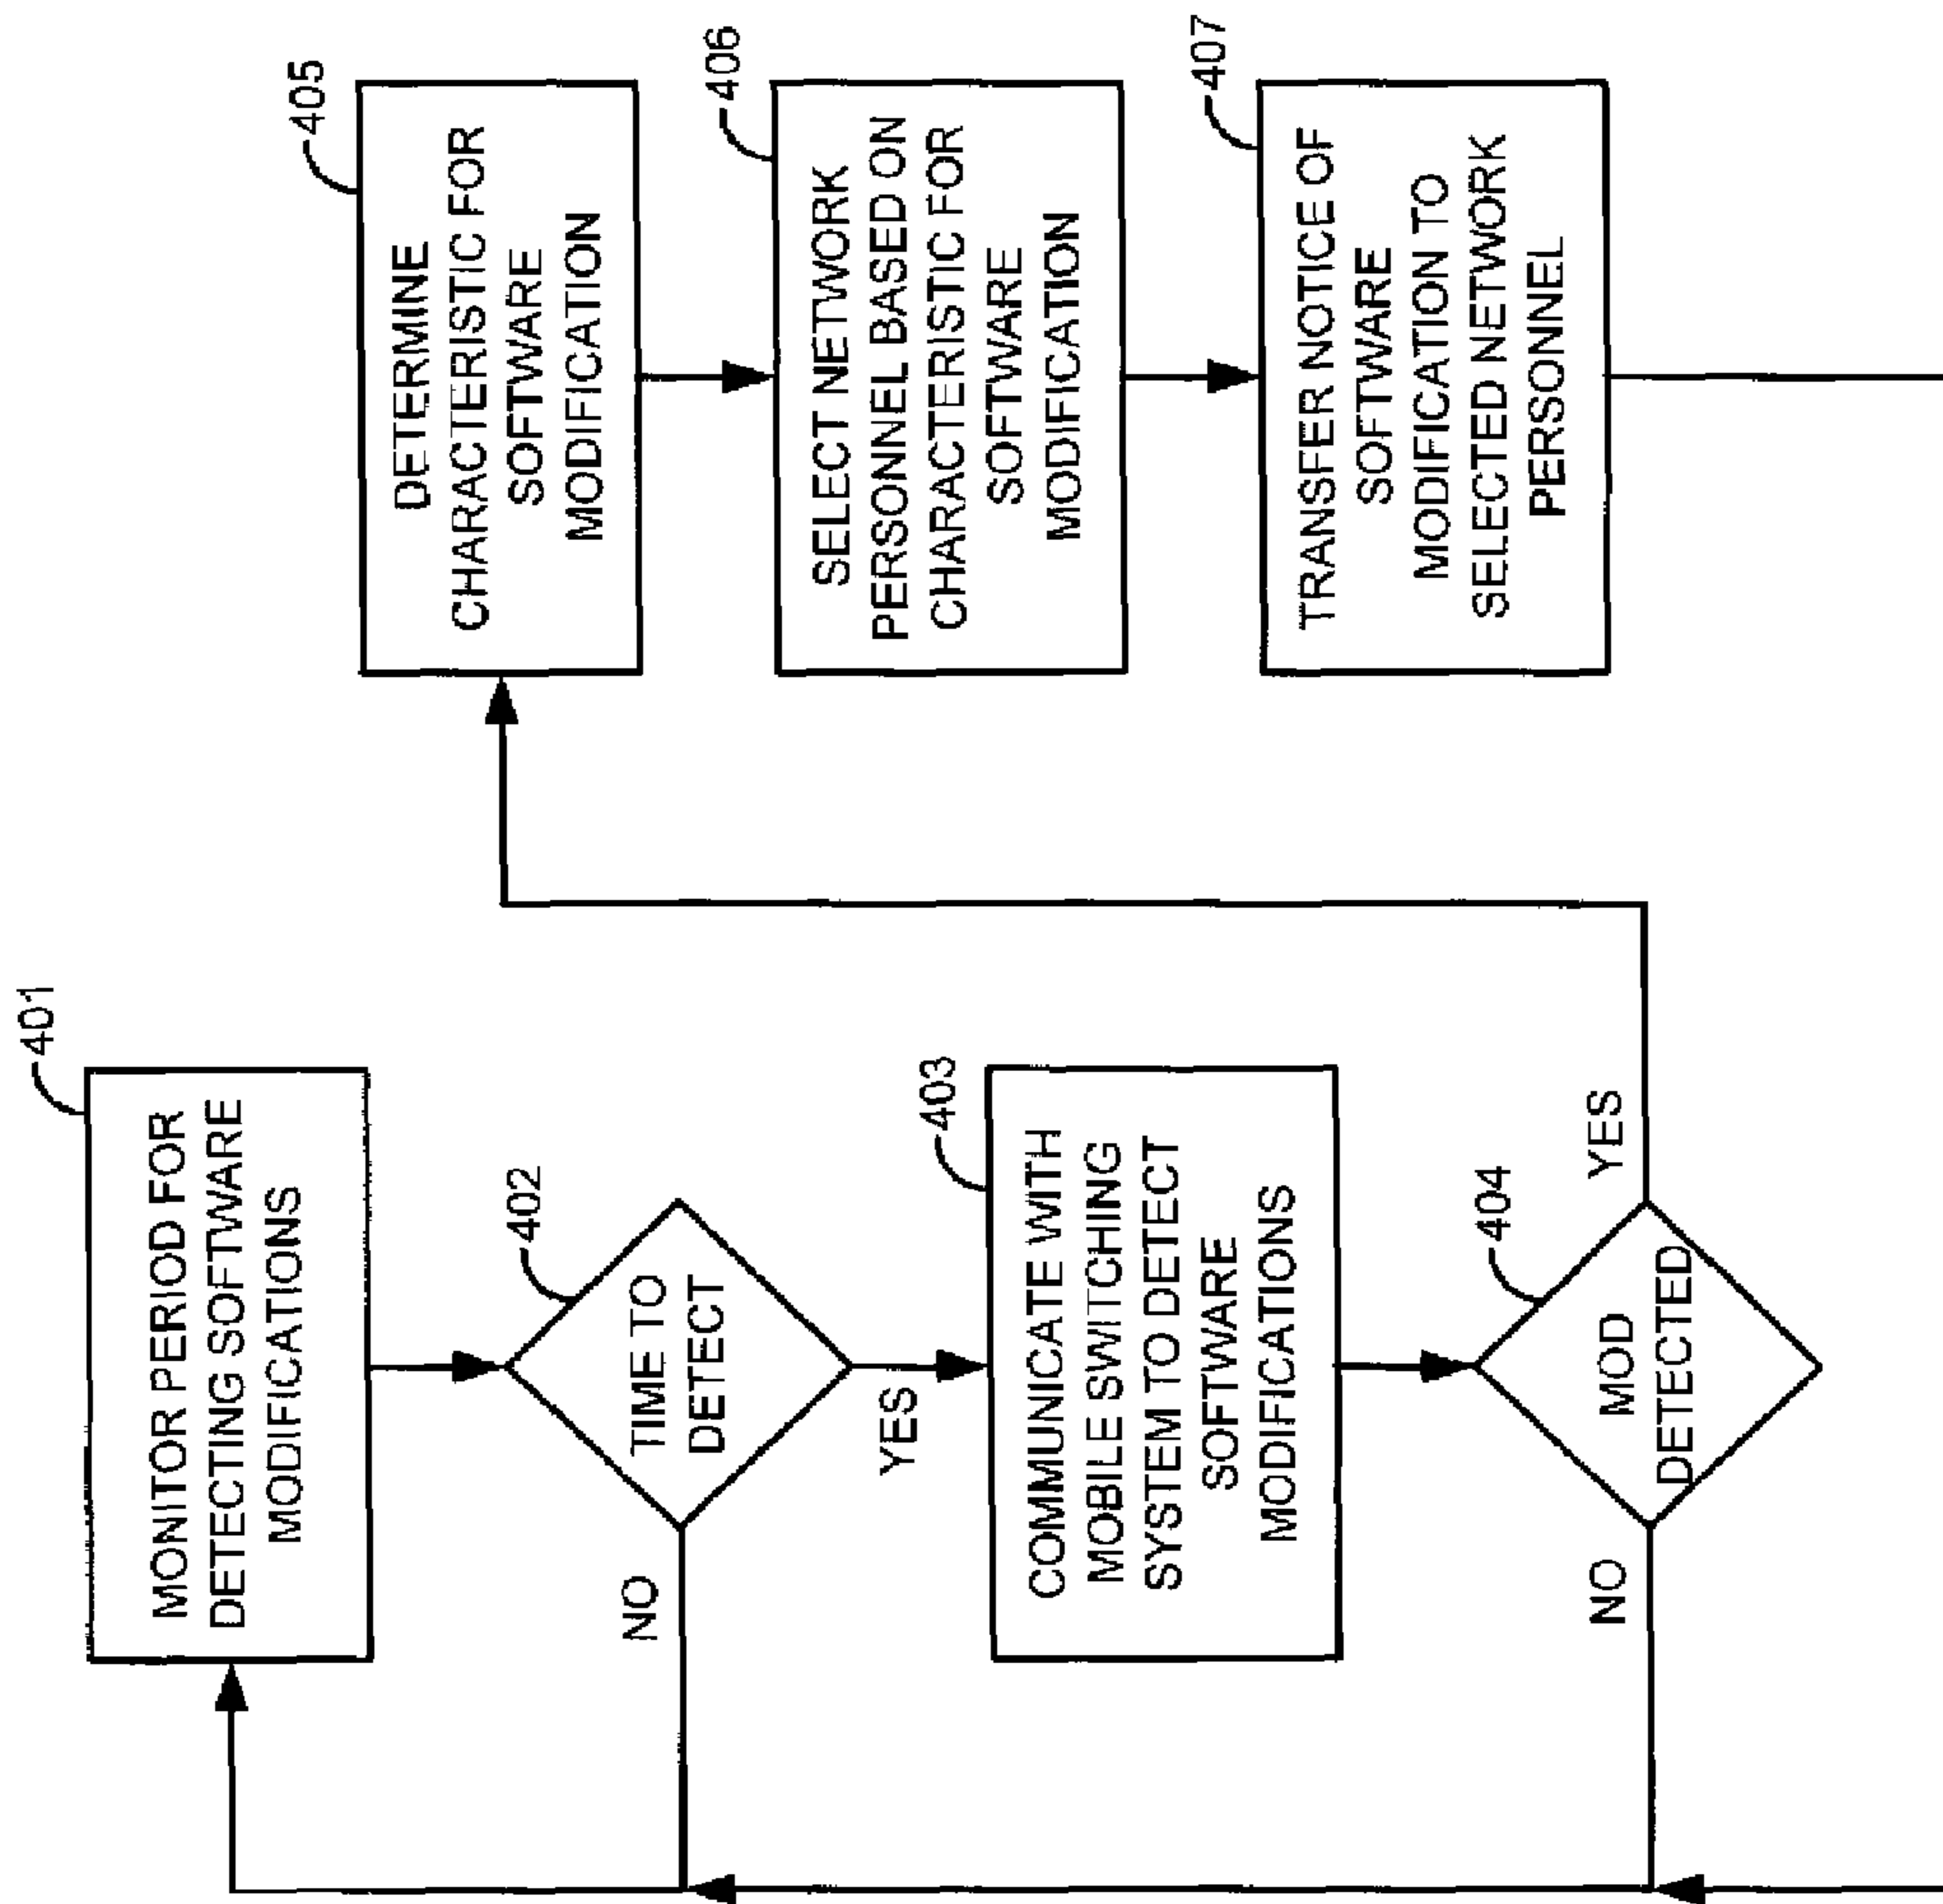 401
MONITOR PERIOD FOR
DETECTING SOFTWARE
MODIFICATIONS
402
TIME TO
DETECT
NO
YES
403
COMMUNICATE WITH
MOBILE SWITCHING
SYSTEM TO DETECT
SOFTWARE
MODIFICATIONS
404
MOD
DETECTED
NO
YES
405
DETERMINE
CHARACTERISTIC FOR
SOFTWARE
MODIFICATION
406
SELECT NETWORK
PERSONNEL BASED ON
CHARACTERISTIC FOR
SOFTWARE
MODIFICATION
407
TRANSFER NOTICE OF
SOFTWARE
MODIFICATION TO
SELECTED NETWORK
PERSONNEL